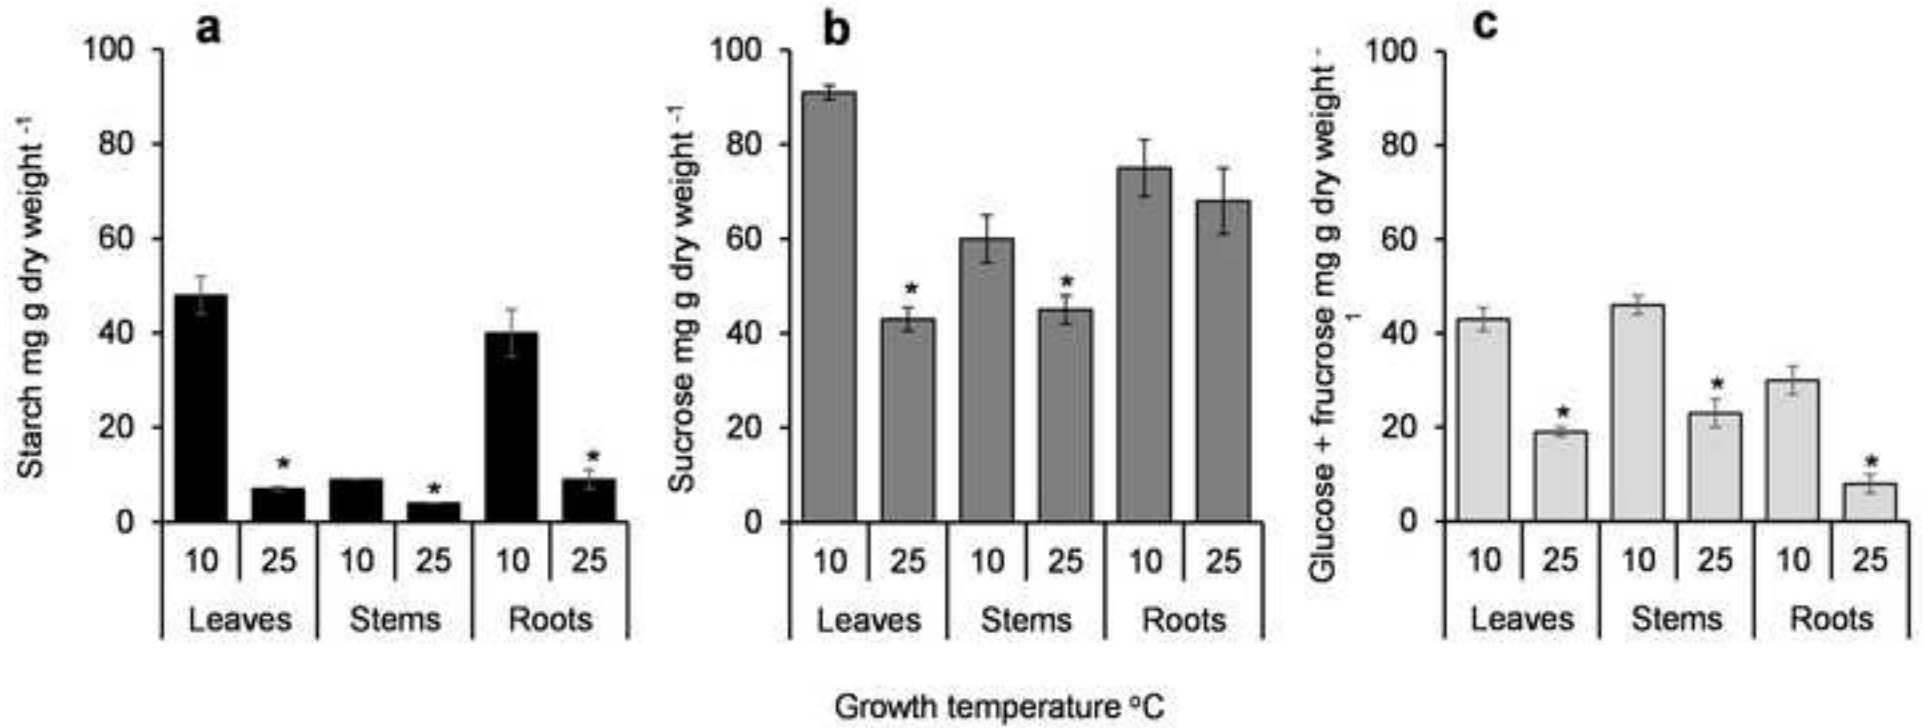 a
Starch mg g dry weight -1
100
80
60
40
20
0
*
*
*
10 25 10 25 10 25
Leaves Stems Roots
b
Sucrose mg g dry weight -1
100
80
60
40
20
0
*
*
10 25 10 25 10 25
Leaves Stems Roots
c
Glucose + frucrose mg g dry weight -
1
100
80
60
40
20
0
*
*
*
10 25 10 25 10 25
Leaves Stems Roots
Growth temperature ºC